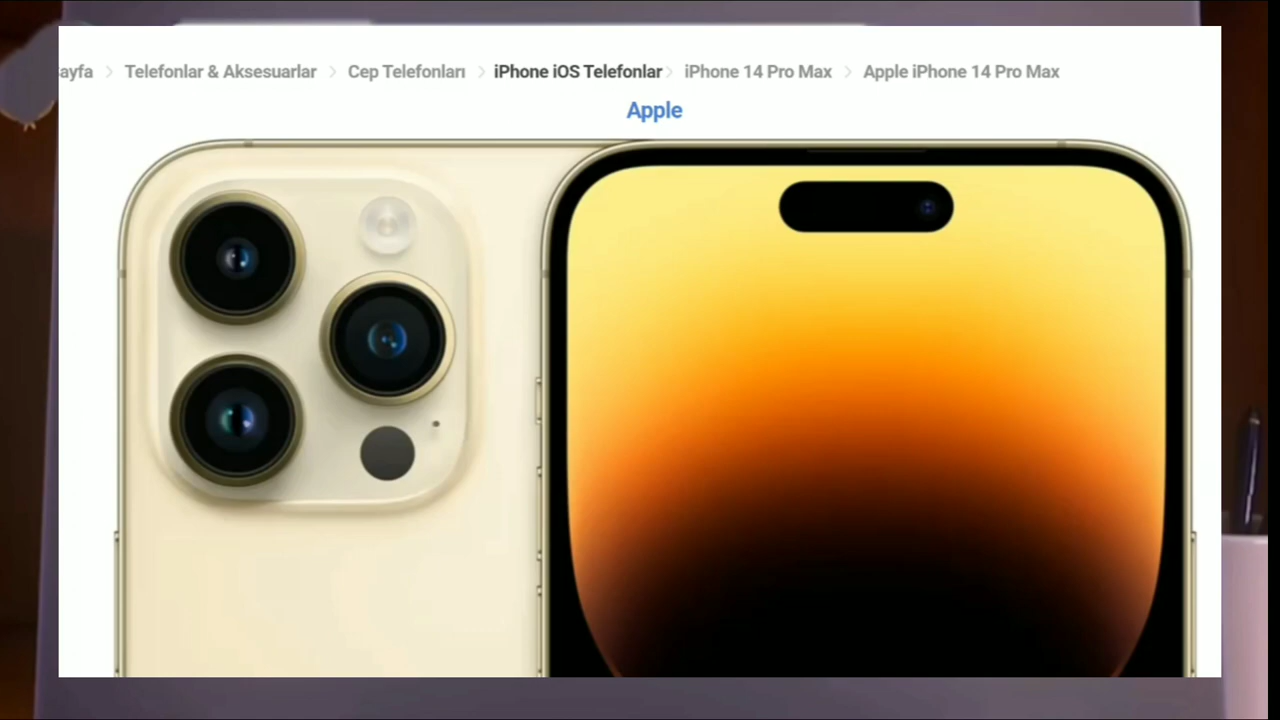 ayfa > Telefonlar & Aksesuarlar > Cep Telefonları > iPhone iOS Telefonlar > iPhone 14 Pro Max > Apple iPhone 14 Pro Max
Apple